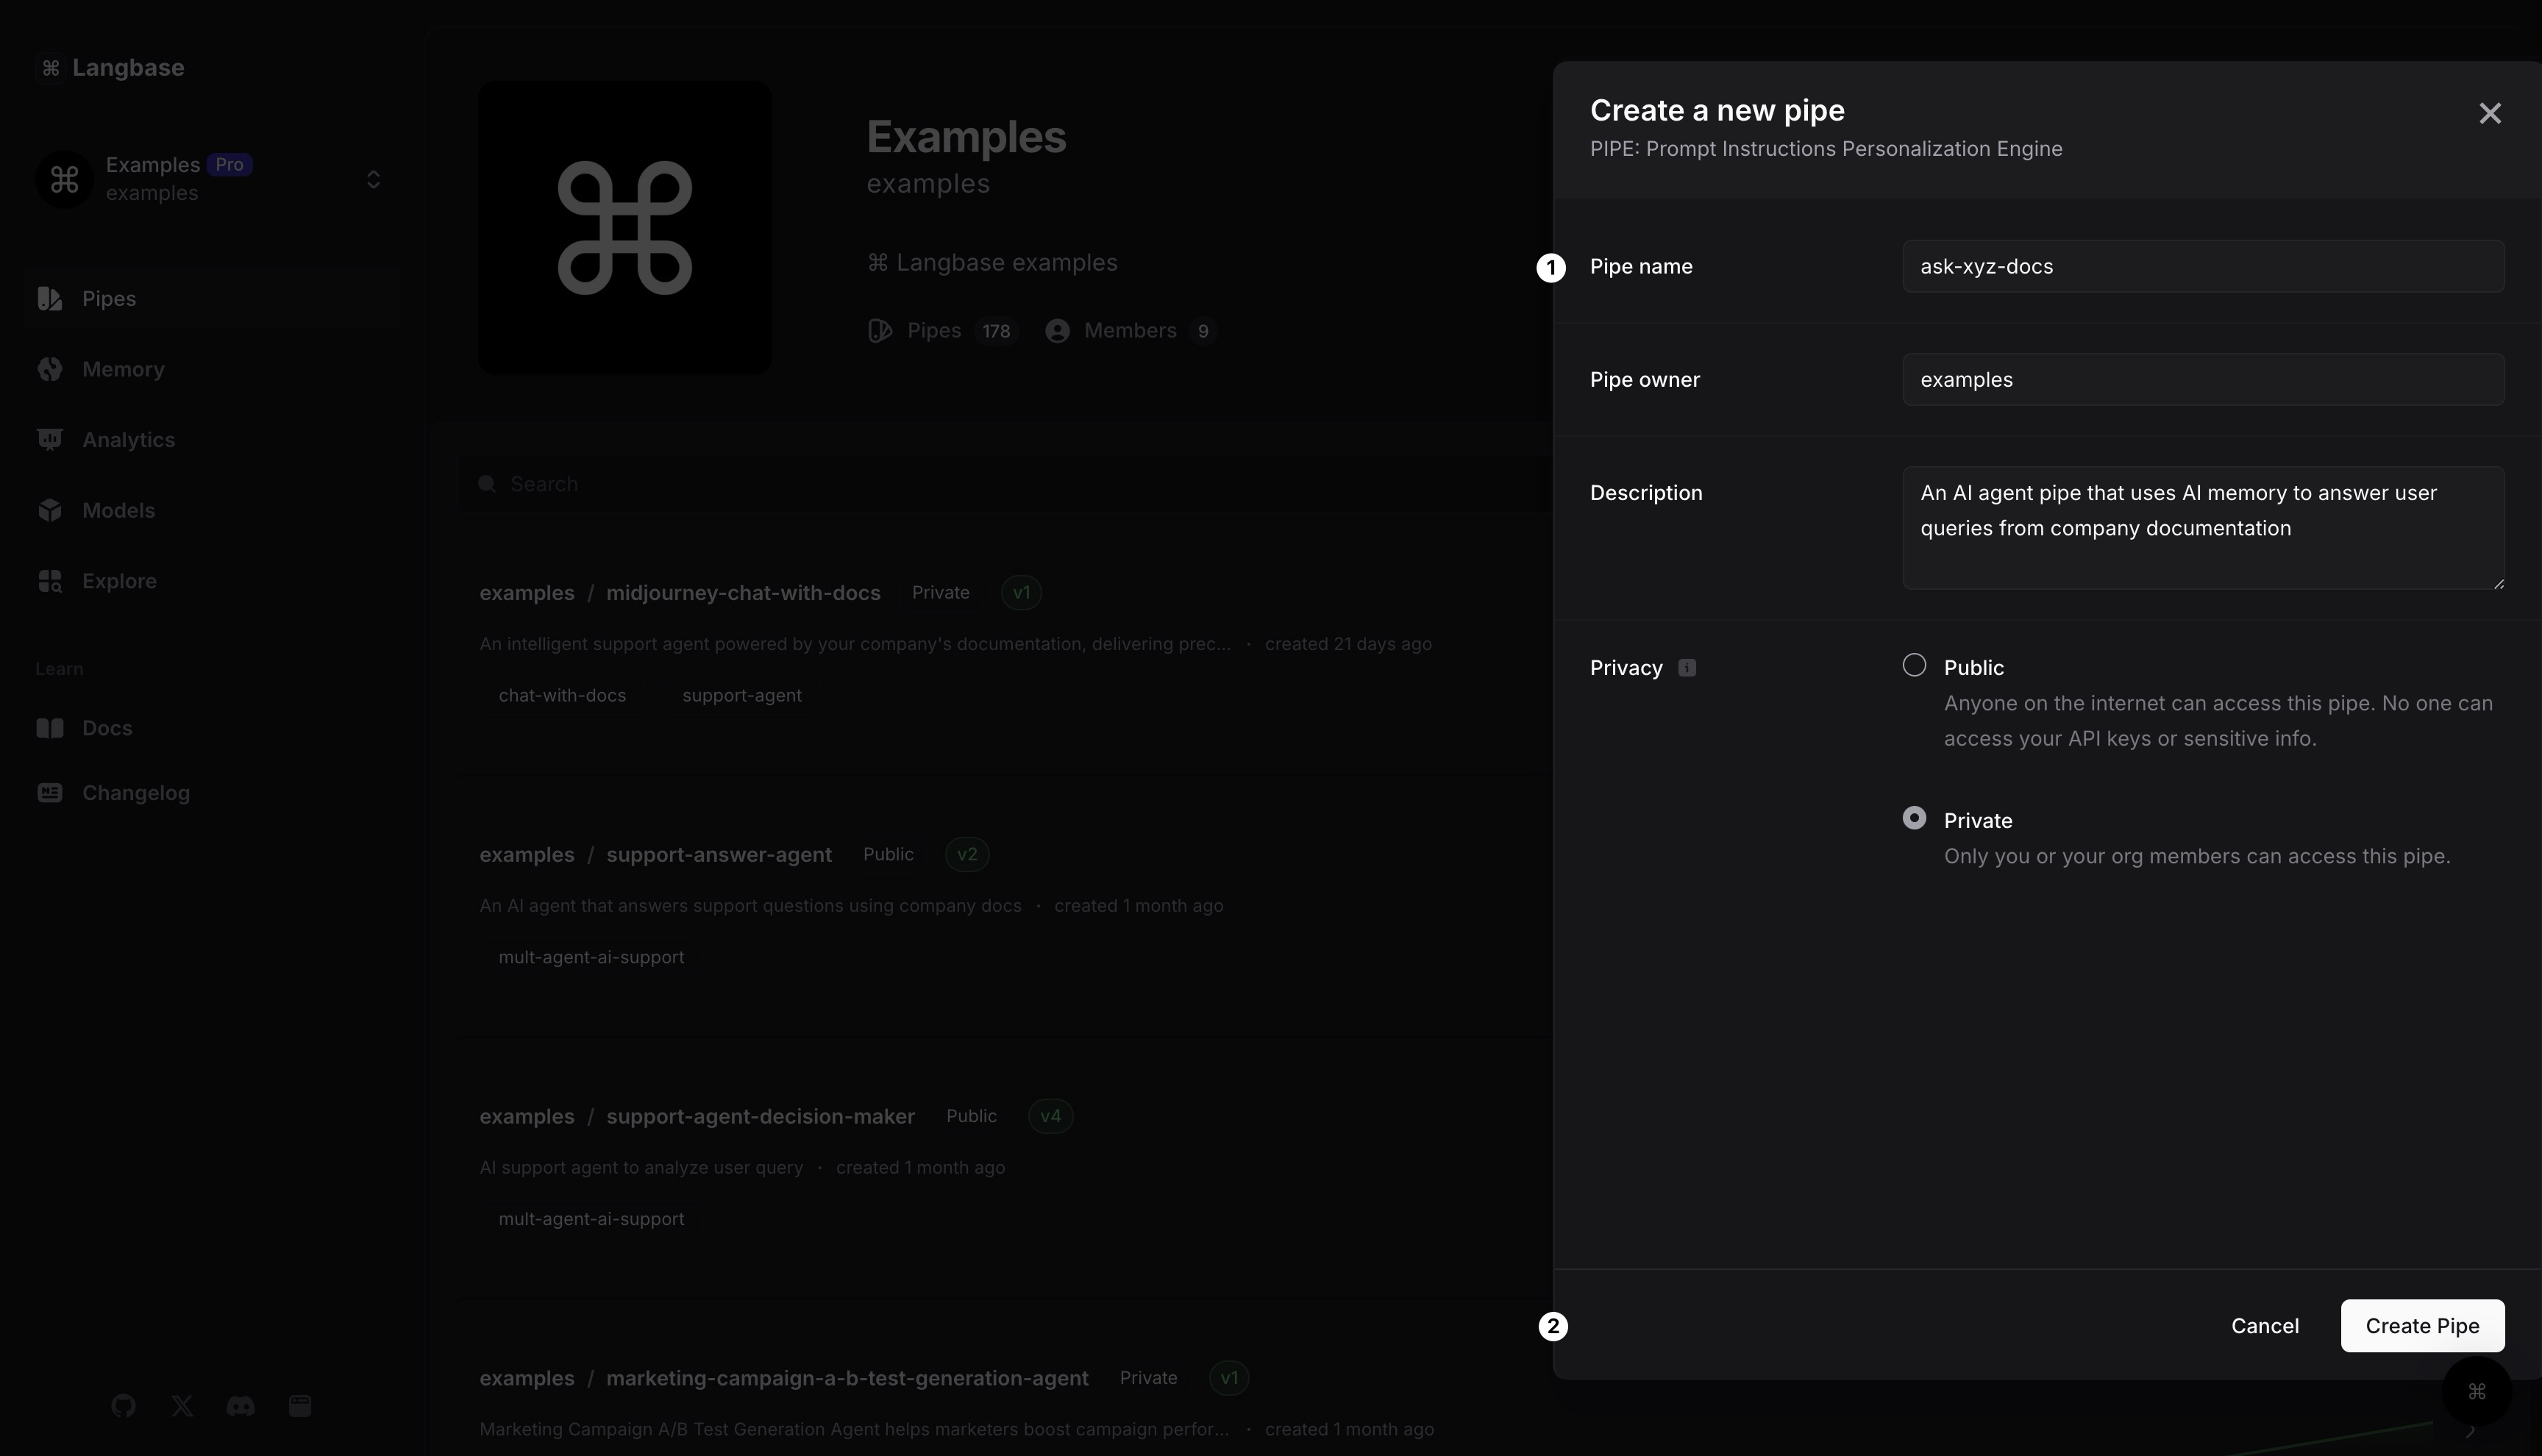 Langbase
Examples Pro
examples
Pipes
Memory
Analytics
Models
Explore
Learn
Docs
Changelog
Examples
examples
⌘ Langbase examples
Pipes 178 Members 9
Search
examples / midjourney-chat-with-docs Private v1
An intelligent support agent powered by your company's documentation, delivering prec... · created 21 days ago
chat-with-docs support-agent
examples / support-answer-agent Public v2
An AI agent that answers support questions using company docs · created 1 month ago
mult-agent-ai-support
examples / support-agent-decision-maker Public v4
AI support agent to analyze user query · created 1 month ago
mult-agent-ai-support
examples / marketing-campaign-a-b-test-generation-agent Private v1
Marketing Campaign A/B Test Generation Agent helps marketers boost campaign perfor... · created 1 month ago
Create a new pipe
PIPE: Prompt Instructions Personalization Engine
1 Pipe name ask-xyz-docs
Pipe owner examples
Description An AI agent pipe that uses AI memory to answer user
queries from company documentation
Privacy i Public
Anyone on the internet can access this pipe. No one can
access your API keys or sensitive info.
Private
Only you or your org members can access this pipe.
2 Cancel Create Pipe